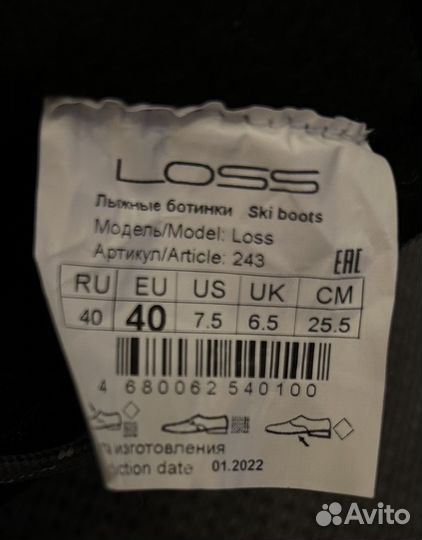 LOSS
Лыжные ботинки Ski boots
Модель/Model: Loss
Артикул/Article: 243
EAC
RU EU US UK CM
40 40 7.5 6.5 25.5
4 680062 540100
изготовления
date 01.2022
Avito